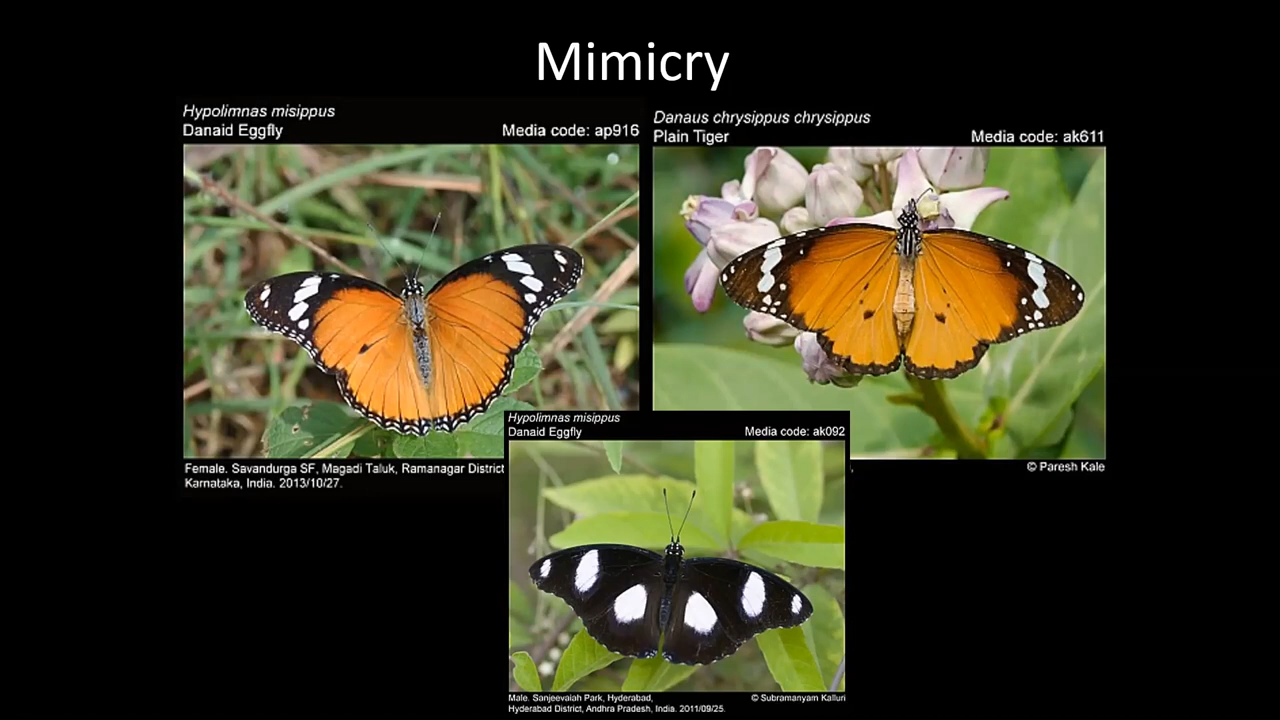 Mimicry
Hypolimnas misippus
Danaid Eggfly Media code: ap916
Danaus chrysippus chrysippus
Plain Tiger Media code: ak611
Female. Savandurga SF, Magadi Taluk, Ramanagar District
Karnataka, India. 2013/10/27.
© Paresh Kale
Hypolimnas misippus
Danaid Eggfly Media code: ak092
Male. Sanjeevaiah Park, Hyderabad, © Subramanyam Kalluri
Hyderabad District, Andhra Pradesh, India. 2011/09/25.